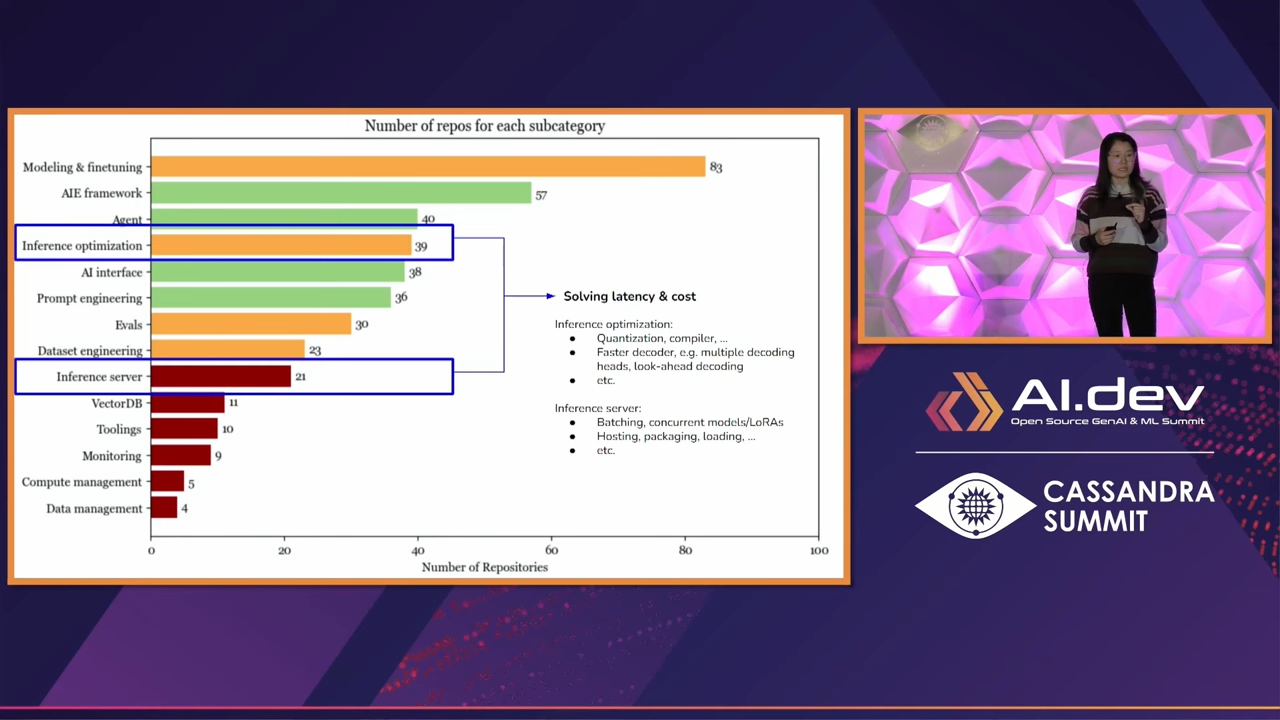 Number of repos for each subcategory
Modeling & finetuning 83
AIE framework 57
Agent 40
Inference optimization 39
AI interface 38
Prompt engineering 36
Evals 30
Dataset engineering 23
Inference server 21
VectorDB 11
Toolings 10
Monitoring 9
Compute management 5
Data management 4
0 20 40 60 80 100
Number of Repositories
Solving latency & cost
Inference optimization:
● Quantization, compiler, ...
● Faster decoder, e.g. multiple decoding
heads, look-ahead decoding
● etc.
Inference server:
● Batching, concurrent models/LoRAs
● Hosting, packaging, loading, ...
● etc.
AI.dev
Open Source GenAI & ML Summit
CASSANDRA
SUMMIT